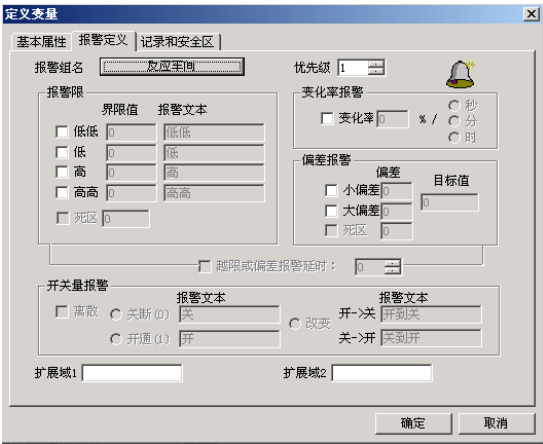 定义变量
基本属性 报警定义 记录和安全区
报警组名 反应车间 优先级 1
报警限
界限值 报警文本
低低 0 低低
低 0 低
高 0 高
高高 0 高高
死区 0
变化率报警
变化率 0 % / 秒
分
时
偏差报警
偏差 目标值
小偏差 0
大偏差 0 0
死区 0
越限或偏差报警延时： 0
开关量报警
报警文本 报警文本
离散 关断(0) 关 改变 开->关 开到关
开通(1) 开 关->开 关到开
扩展域1 扩展域2
确定 取消